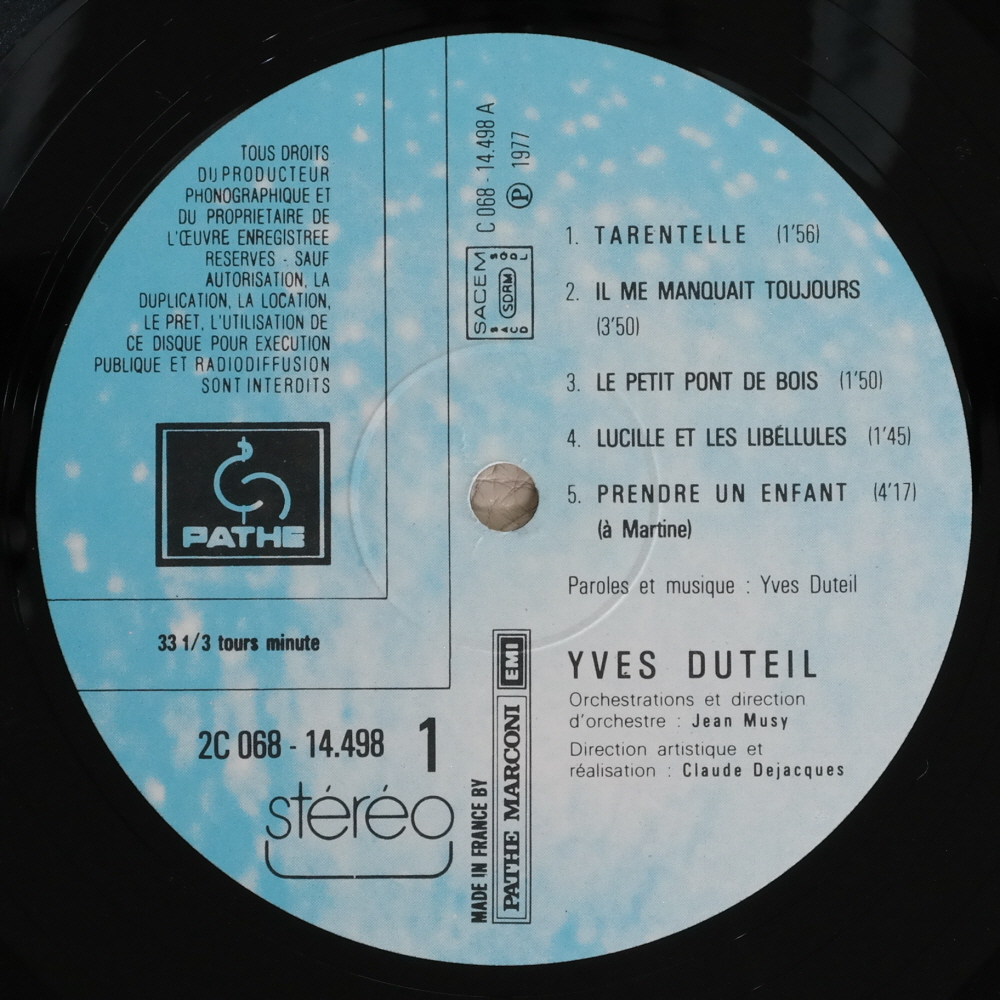 TOUS DROITS
DU PRODUCTEUR
PHONOGRAPHIQUE ET
DU PROPRIETAIRE DE
L'ŒUVRE ENREGISTREE
RESERVES - SAUF
AUTORISATION, LA
DUPLICATION, LA LOCATION,
LE PRET, L'UTILISATION DE
CE DISQUE POUR EXECUTION
PUBLIQUE ET RADIODIFFUSION
SONT INTERDITS
PATHE
33 1/3 tours minute
2C 068 - 14.498 1
stéréo
C 068 - 14.498 A
Ⓟ 1977
SACEM
SDRM
SACD
SGDL
MADE IN FRANCE BY
PATHE MARCONI EMI
1. TARENTELLE (1'56)
2. IL ME MANQUAIT TOUJOURS
(3'50)
3. LE PETIT PONT DE BOIS (1'50)
4. LUCILLE ET LES LIBÉLLULES (1'45)
5. PRENDRE UN ENFANT (4'17)
(à Martine)
Paroles et musique : Yves Duteil
YVES DUTEIL
Orchestrations et direction
d'orchestre : Jean Musy
Direction artistique et
réalisation : Claude Dejacques